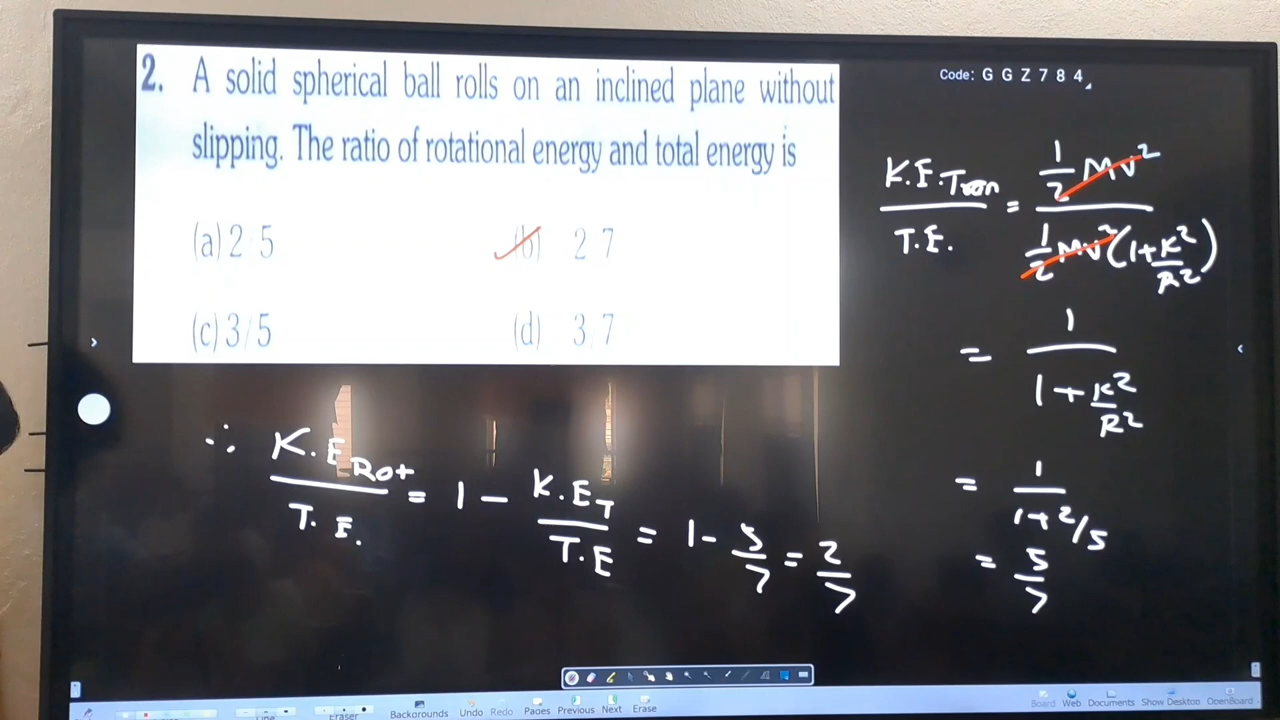 2. A solid spherical ball rolls on an inclined plane without
slipping. The ratio of rotational energy and total energy is
(a) 2/5 (b) 2/7
(c) 3/5 (d) 3/7
Code: G G Z 7 8 4
K.E.Tran / T.E. = 1/2 Mv² / 1/2 Mv² (1+K²/R²)
= 1 / 1+K²/R²
= 1 / 1+2/5
= 5/7
∴ K.E Rot / T.E. = 1 - K.E T / T.E = 1 - 5/7 = 2/7
Line Eraser Backgrounds Undo Redo Pages Previous Next Erase Board Web Documents Show Desktop OpenBoard